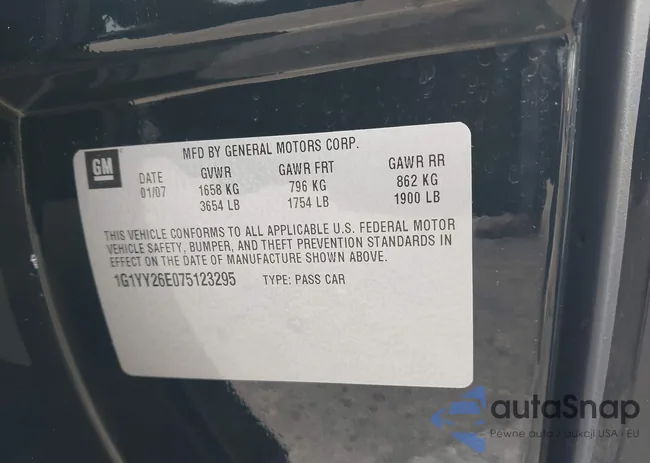 GM
MFD BY GENERAL MOTORS CORP.
DATE GVWR GAWR FRT GAWR RR
01/07 1658 KG 796 KG 862 KG
3654 LB 1754 LB 1900 LB
THIS VEHICLE CONFORMS TO ALL APPLICABLE U.S. FEDERAL MOTOR
VEHICLE SAFETY, BUMPER, AND THEFT PREVENTION STANDARDS IN
EFFECT ON THE DATE OF MANUFACTURE SHOWN ABOVE.
1G1YY26E075123295 TYPE: PASS CAR
autaSnap
Pewne auta z aukcji USA i EU